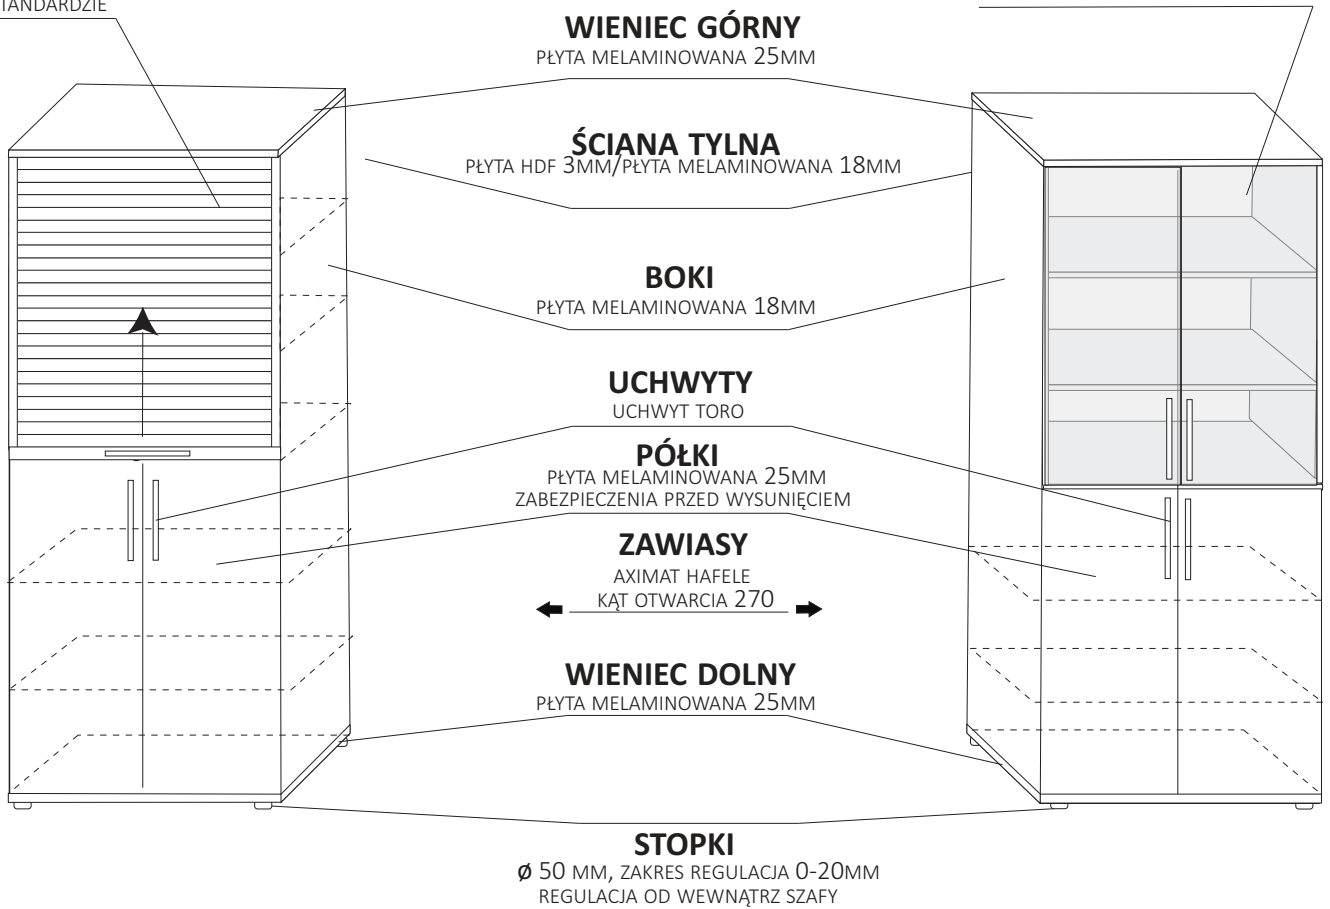 TANDARDZIE
WIENIEC GÓRNY
PŁYTA MELAMINOWANA 25MM
ŚCIANA TYLNA
PŁYTA HDF 3MM/PŁYTA MELAMINOWANA 18MM
BOKI
PŁYTA MELAMINOWANA 18MM
UCHWYTY
UCHWYT TORO
PÓŁKI
PŁYTA MELAMINOWANA 25MM
ZABEZPIECZENIA PRZED WYSUNIĘCIEM
ZAWIASY
AXIMAT HAFELE
KĄT OTWARCIA 270
WIENIEC DOLNY
PŁYTA MELAMINOWANA 25MM
STOPKI
Ø 50 MM, ZAKRES REGULACJA 0-20MM
REGULACJA OD WEWNĄTRZ SZAFY